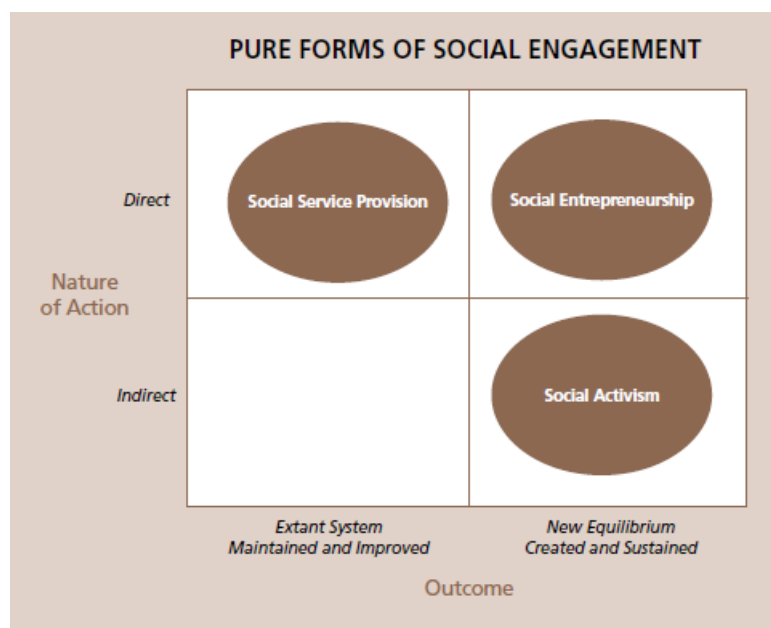 PURE FORMS OF SOCIAL ENGAGEMENT
Direct
Social Service Provision
Social Entrepreneurship
Nature
of Action
Indirect
Social Activism
Extant System
Maintained and Improved
New Equilibrium
Created and Sustained
Outcome